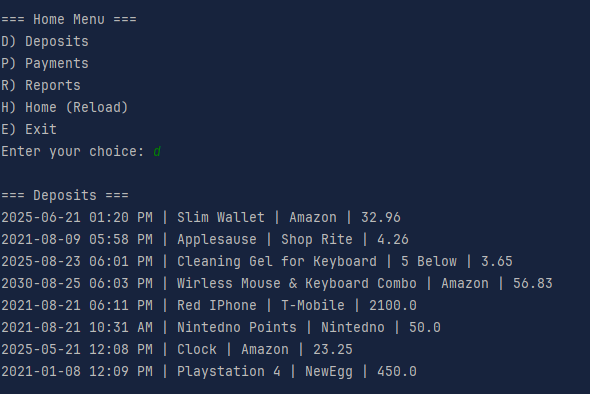 === Home Menu ===
D) Deposits
P) Payments
R) Reports
H) Home (Reload)
E) Exit
Enter your choice: d
=== Deposits ===
2025-06-21 01:20 PM | Slim Wallet | Amazon | 32.96
2021-08-09 05:58 PM | Applesause | Shop Rite | 4.26
2025-08-23 06:01 PM | Cleaning Gel for Keyboard | 5 Below | 3.65
2030-08-25 06:03 PM | Wirless Mouse & Keyboard Combo | Amazon | 56.83
2021-08-21 06:11 PM | Red IPhone | T-Mobile | 2100.0
2021-08-21 10:31 AM | Nintedno Points | Nintedno | 50.0
2025-05-21 12:08 PM | Clock | Amazon | 23.25
2021-01-08 12:09 PM | Playstation 4 | NewEgg | 450.0